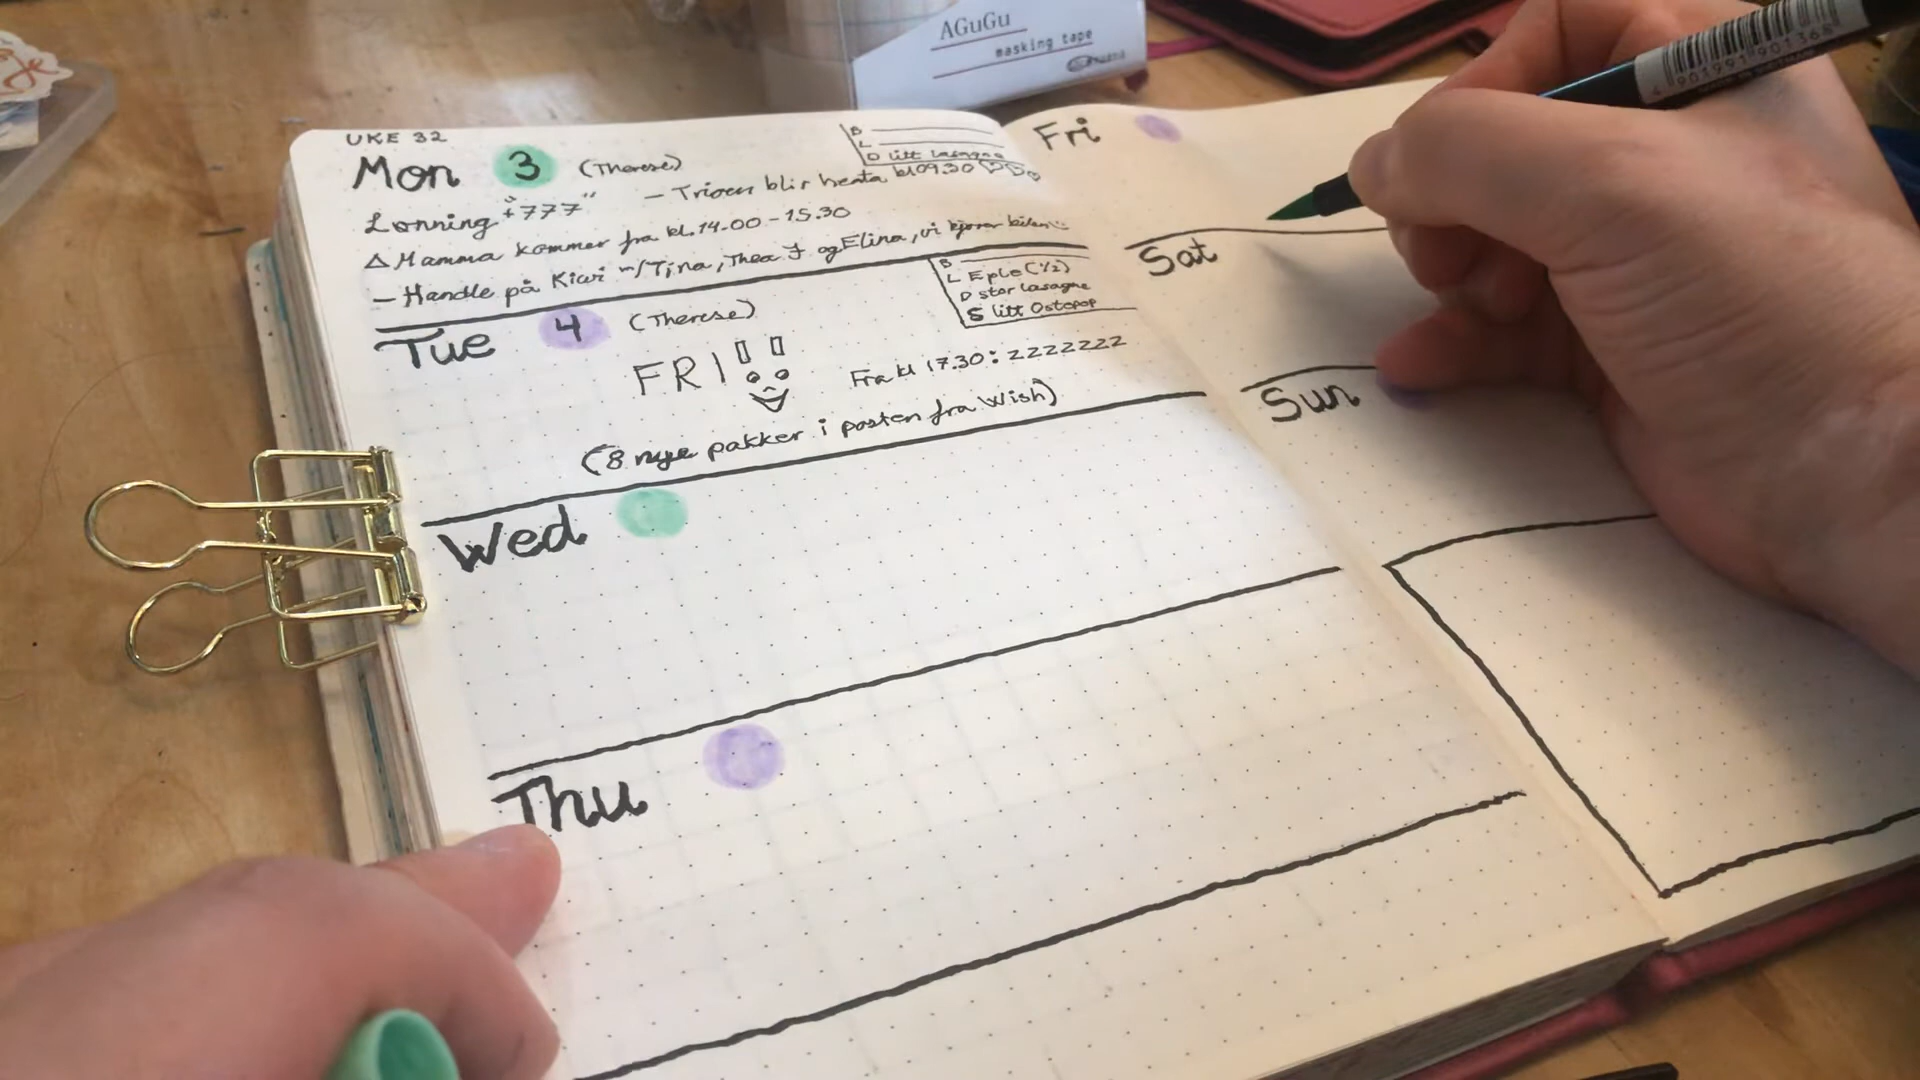 AGuGu
masking tape
4901991901368
UKE 32
Mon 3 (Therese)
B
L
D litt lasagne
Lønning "+777" - Trioen blir henta kl 09.30
△ Mamma kommer fra kl. 14.00 - 15.30
- Handle på Kiwi m/Tina, Thea J og Elina, vi kjører bilen
Tue 4 (Therese)
B
L Eple (1/2)
D stor lasagne
S litt Ostepop
FRI!!
Fra kl 17.30: zzzzzzz
(8 nye pakker i posten fra Wish)
Wed
Thu
Fri
Sat
Sun